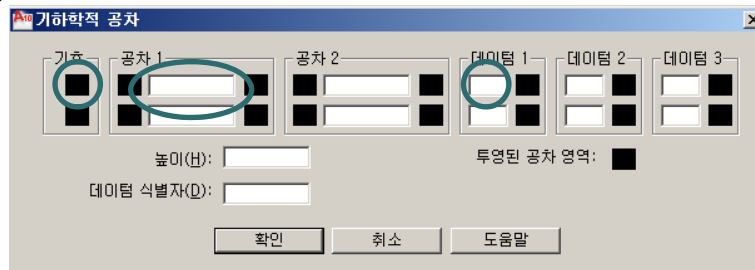 A10 기하학적 공차
기호 공차 1 공차 2 데이텀 1 데이텀 2 데이텀 3
높이(H): 투영된 공차 영역:
데이텀 식별자(D):
확인 취소 도움말